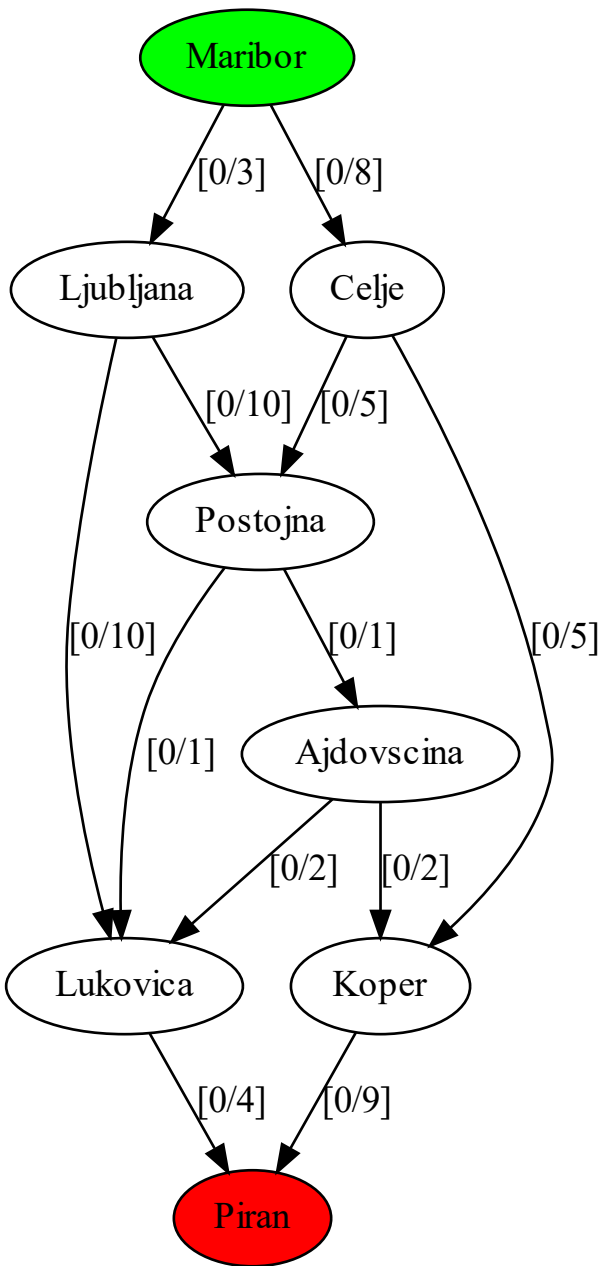 Maribor
[0/3]
[0/8]
Ljubljana
Celje
[0/10]
[0/5]
Postojna
[0/10]
[0/1]
[0/5]
[0/1]
Ajdovscina
[0/2]
[0/2]
Lukovica
Koper
[0/4]
[0/9]
Piran